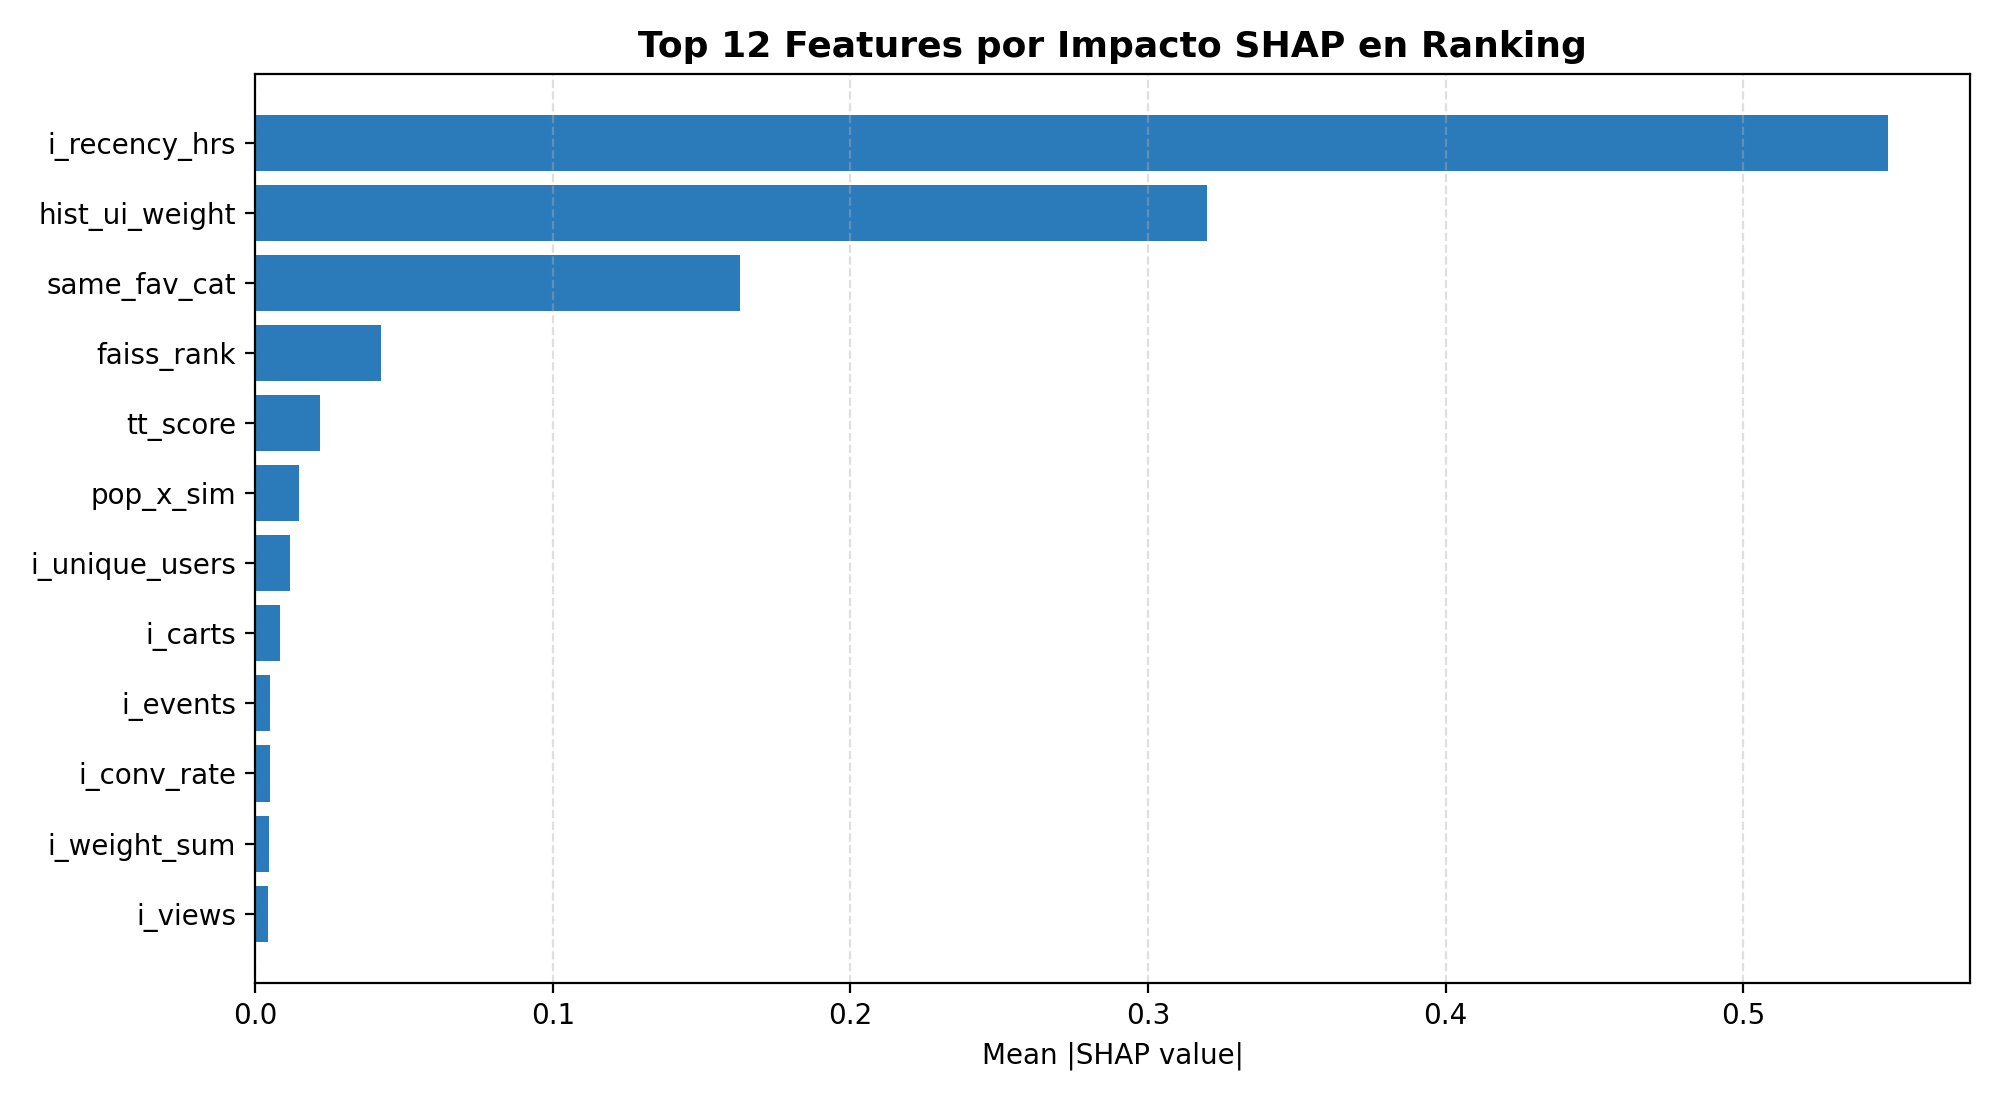 Top 12 Features por Impacto SHAP en Ranking
i_recency_hrs
hist_ui_weight
same_fav_cat
faiss_rank
tt_score
pop_x_sim
i_unique_users
i_carts
i_events
i_conv_rate
i_weight_sum
i_views
0.0 0.1 0.2 0.3 0.4 0.5
Mean |SHAP value|